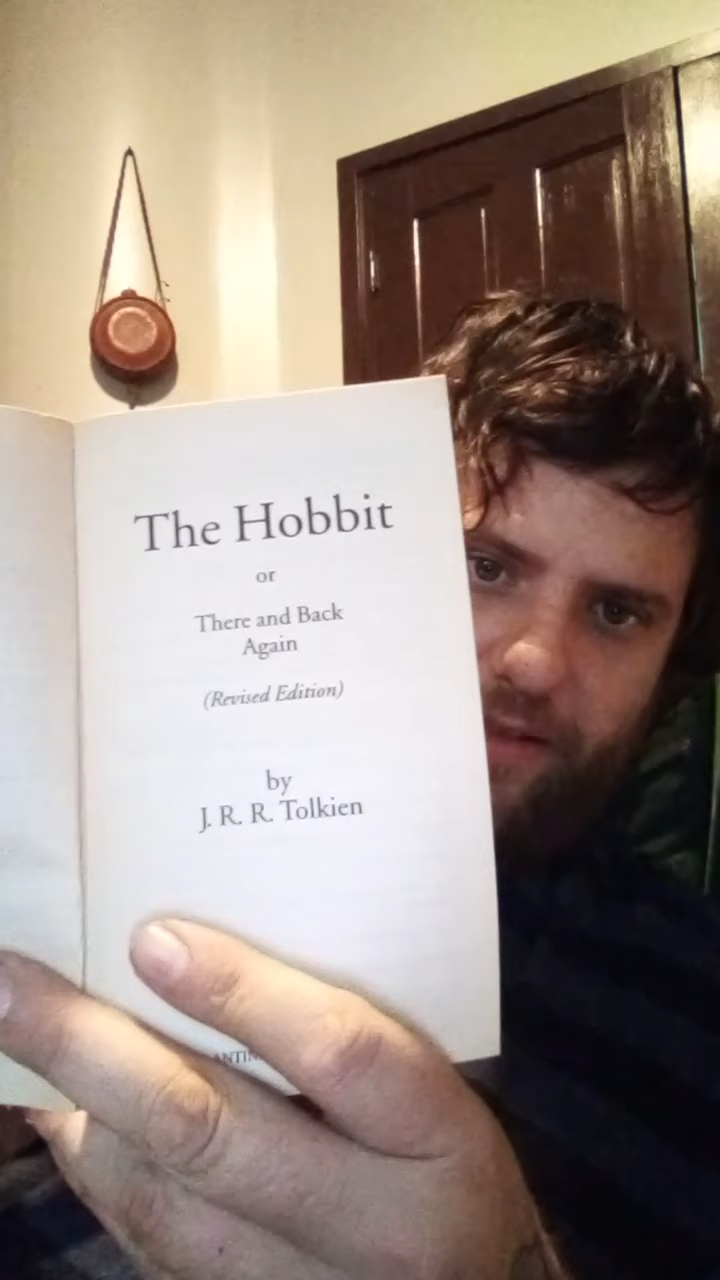 The Hobbit
or
There and Back
Again
(Revised Edition)
by
J. R. R. Tolkien